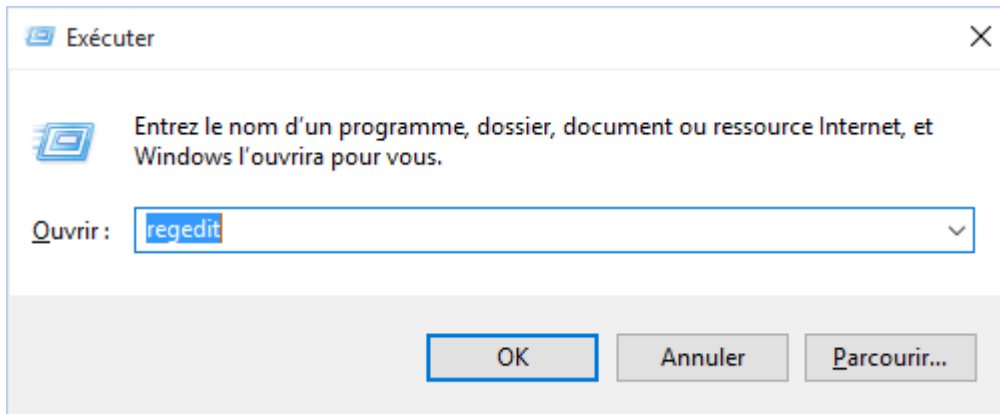 Exécuter
Entrez le nom d'un programme, dossier, document ou ressource Internet, et
Windows l'ouvrira pour vous.
Ouvrir : regedit
OK Annuler Parcourir...